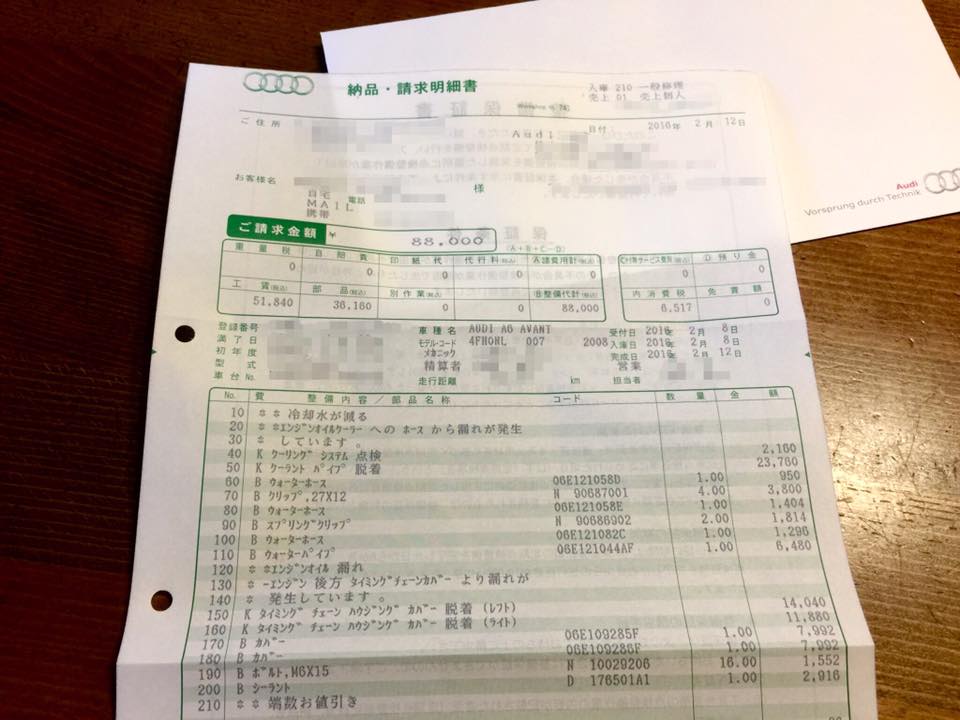 納品・請求明細書
入庫 210 一般修理
売上 01 売上個人
ご住所
日付 2016年 2月 12日
お客様名 様
自宅 電話
MAIL
携帯
ご請求金額 ¥ 88,000
(A+B+C-D)
重量税 自賠責 印紙代 代行料(税込) A諸費用計(税込) C付帯サービス費用(税込) D預り金
0 0 0 0 0 0 0
工賃(税込) 部品(税込) 別作業(税込) B整備代計(税込) 内消費税 免責額
51,840 36,160 0 0 88,000 6,517 0
登録番号 車種名 AUDI A6 AVANT 受付日 2016年 2月 8日
満了日 モデル・コード 4FH0NL 007 2008 入庫日 2016年 2月 8日
初年度 メカニック 完成日 2016年 2月 12日
型式 精算者 営業
車台No. 走行距離 km 担当者
No. 費 整備内容/部品名称 コード 数量 金額
10 ** 冷却水が減る
20 **エンジンオイルクーラー への ホース から漏れが発生
30 * しています。
40 K クーリング システム 点検 2,160
50 K クーラント パイプ 脱着 23,760
60 B ウォーターホース 06E121058D 1.00 950
70 B クリップ,27X12 N 90687001 4.00 3,800
80 B ウォーターホース 06E121058E 1.00 1,404
90 B スプリングクリップ N 90686902 2.00 1,814
100 B ウォーターホース 06E121082C 1.00 1,296
110 B ウォーターパイプ 06E121044AF 1.00 6,480
120 **エンジンオイル 漏れ
130 * -エンジン 後方 タイミングチェーンカバー より漏れが
140 * 発生しています。
150 K タイミング チェーン ハウジング カバー 脱着 (レフト) 14,040
160 K タイミング チェーン ハウジング カバー 脱着 (ライト) 11,880
170 B カバー 06E109285F 1.00 7,992
180 B カバー 06E109286F 1.00 7,992
190 B ボルト,M6X15 N 10029206 16.00 1,552
200 B シーラント D 176501A1 1.00 2,916
210 ** 端数お値引き
Audi
Vorsprung durch Technik